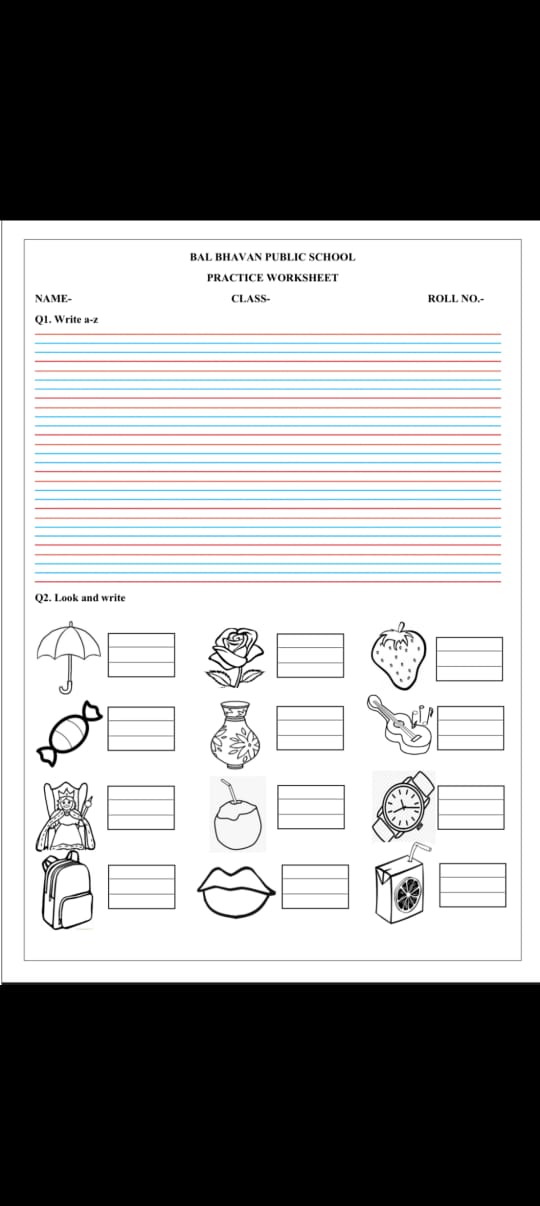 BAL BHAVAN PUBLIC SCHOOL
PRACTICE WORKSHEET
NAME- CLASS- ROLL NO.-
Q1. Write a-z
Q2. Look and write